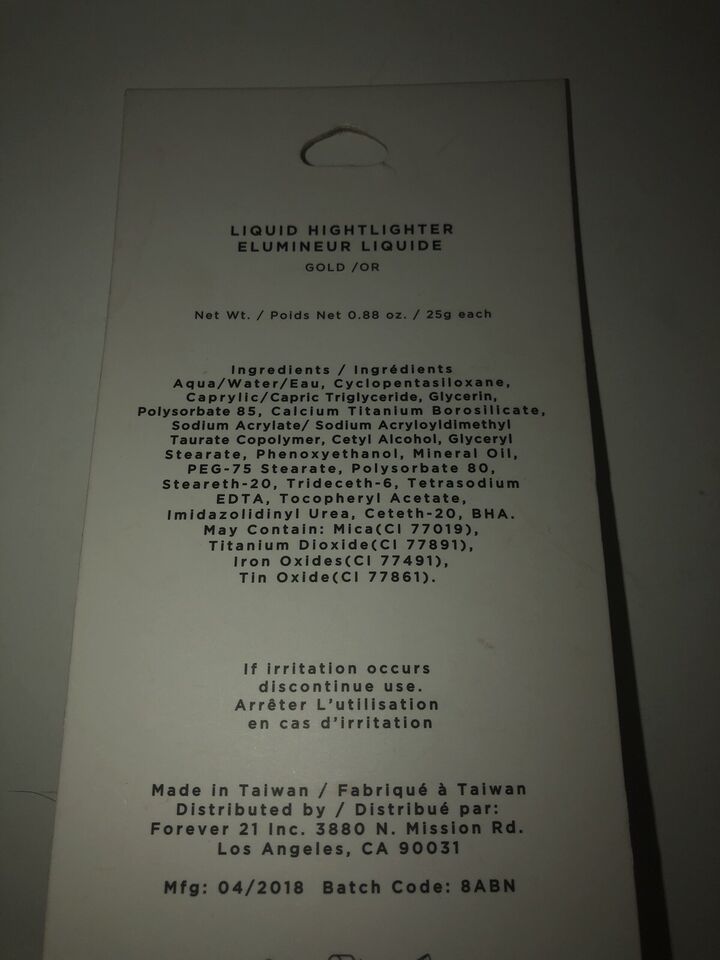 LIQUID HIGHTLIGHTER
ELUMINEUR LIQUIDE
GOLD /OR
Net Wt. / Poids Net 0.88 oz. / 25g each
Ingredients / Ingrédients
Aqua/Water/Eau, Cyclopentasiloxane,
Caprylic/Capric Triglyceride, Glycerin,
Polysorbate 85, Calcium Titanium Borosilicate,
Sodium Acrylate/ Sodium Acryloyldimethyl
Taurate Copolymer, Cetyl Alcohol, Glyceryl
Stearate, Phenoxyethanol, Mineral Oil,
PEG-75 Stearate, Polysorbate 80,
Steareth-20, Trideceth-6, Tetrasodium
EDTA, Tocopheryl Acetate,
Imidazolidinyl Urea, Ceteth-20, BHA.
May Contain: Mica(CI 77019),
Titanium Dioxide(CI 77891),
Iron Oxides(CI 77491),
Tin Oxide(CI 77861).
If irritation occurs
discontinue use.
Arrêter L'utilisation
en cas d'irritation
Made in Taiwan / Fabriqué à Taiwan
Distributed by / Distribué par:
Forever 21 Inc. 3880 N. Mission Rd.
Los Angeles, CA 90031
Mfg: 04/2018 Batch Code: 8ABN